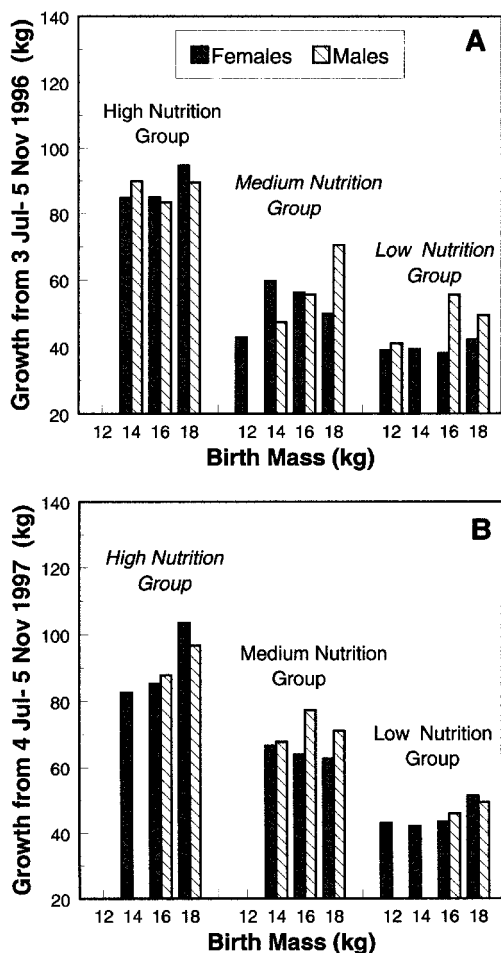 Growth from 3 Jul- 5 Nov 1996 (kg)
140
120
100
80
60
40
20
A
Females Males
High Nutrition
Group
Medium Nutrition
Group
Low Nutrition
Group
12 14 16 18 12 14 16 18 12 14 16 18
Birth Mass (kg)
Growth from 4 Jul- 5 Nov 1997 (kg)
140
120
100
80
60
40
20
B
High Nutrition
Group
Medium Nutrition
Group
Low Nutrition
Group
12 14 16 18 12 14 16 18 12 14 16 18
Birth Mass (kg)